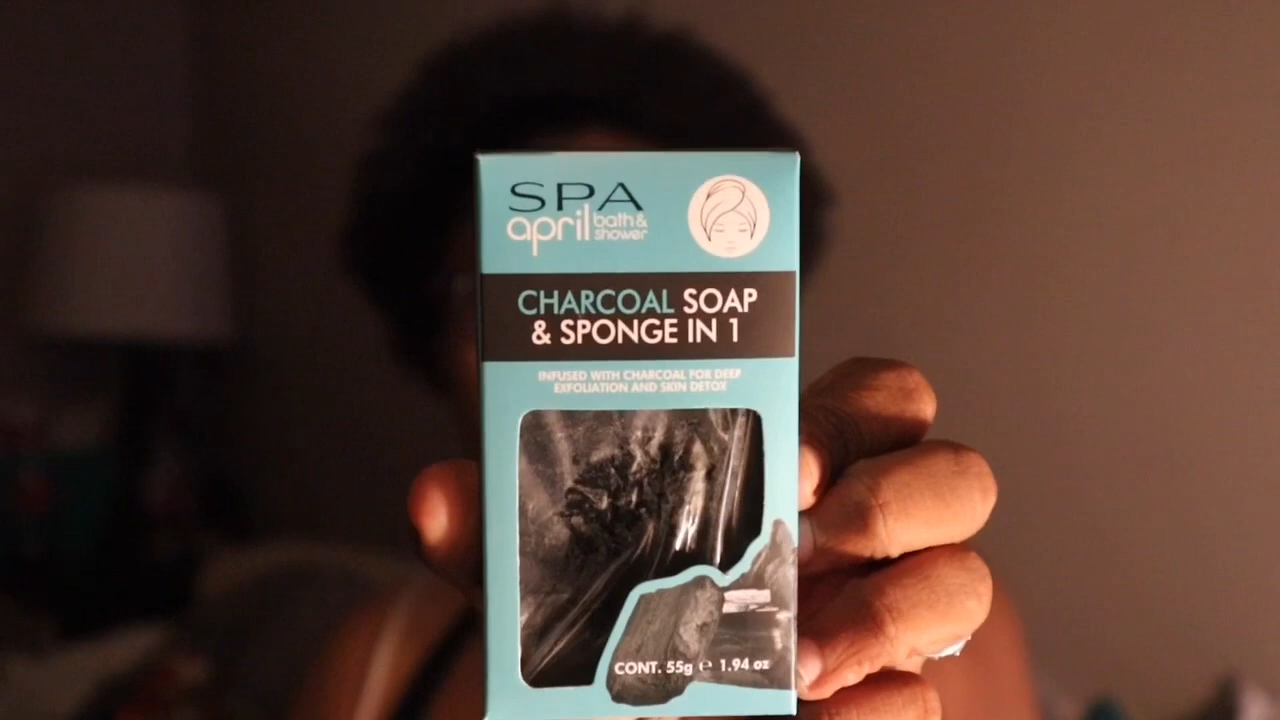 SPA
april bath & shower
CHARCOAL SOAP
& SPONGE IN 1
INFUSED WITH CHARCOAL FOR DEEP
EXFOLIATION AND SKIN DETOX
CONT. 55g ℮ 1.94 oz